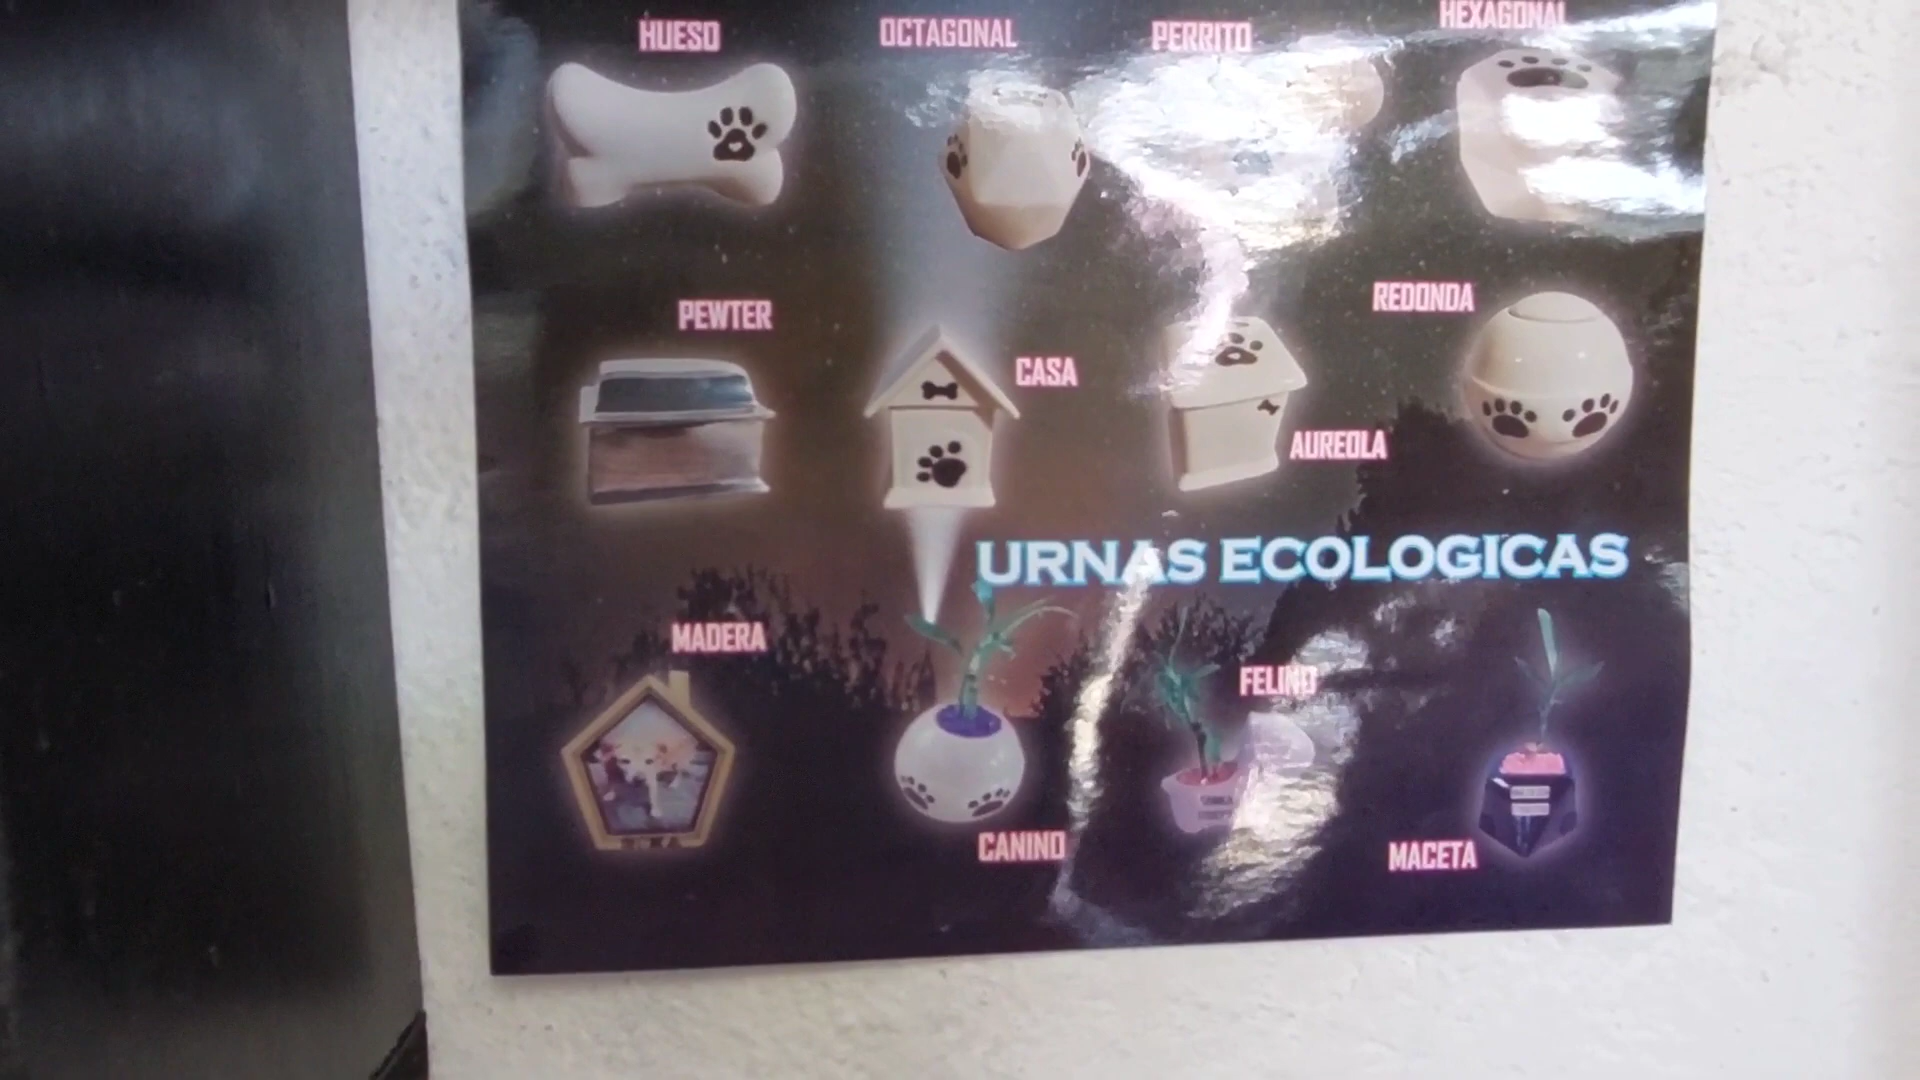 HUESO
OCTAGONAL
PERRITO
HEXAGONAL
PEWTER
CASA
AUREOLA
REDONDA
URNAS ECOLOGICAS
MADERA
CANINO
FELINO
MACETA